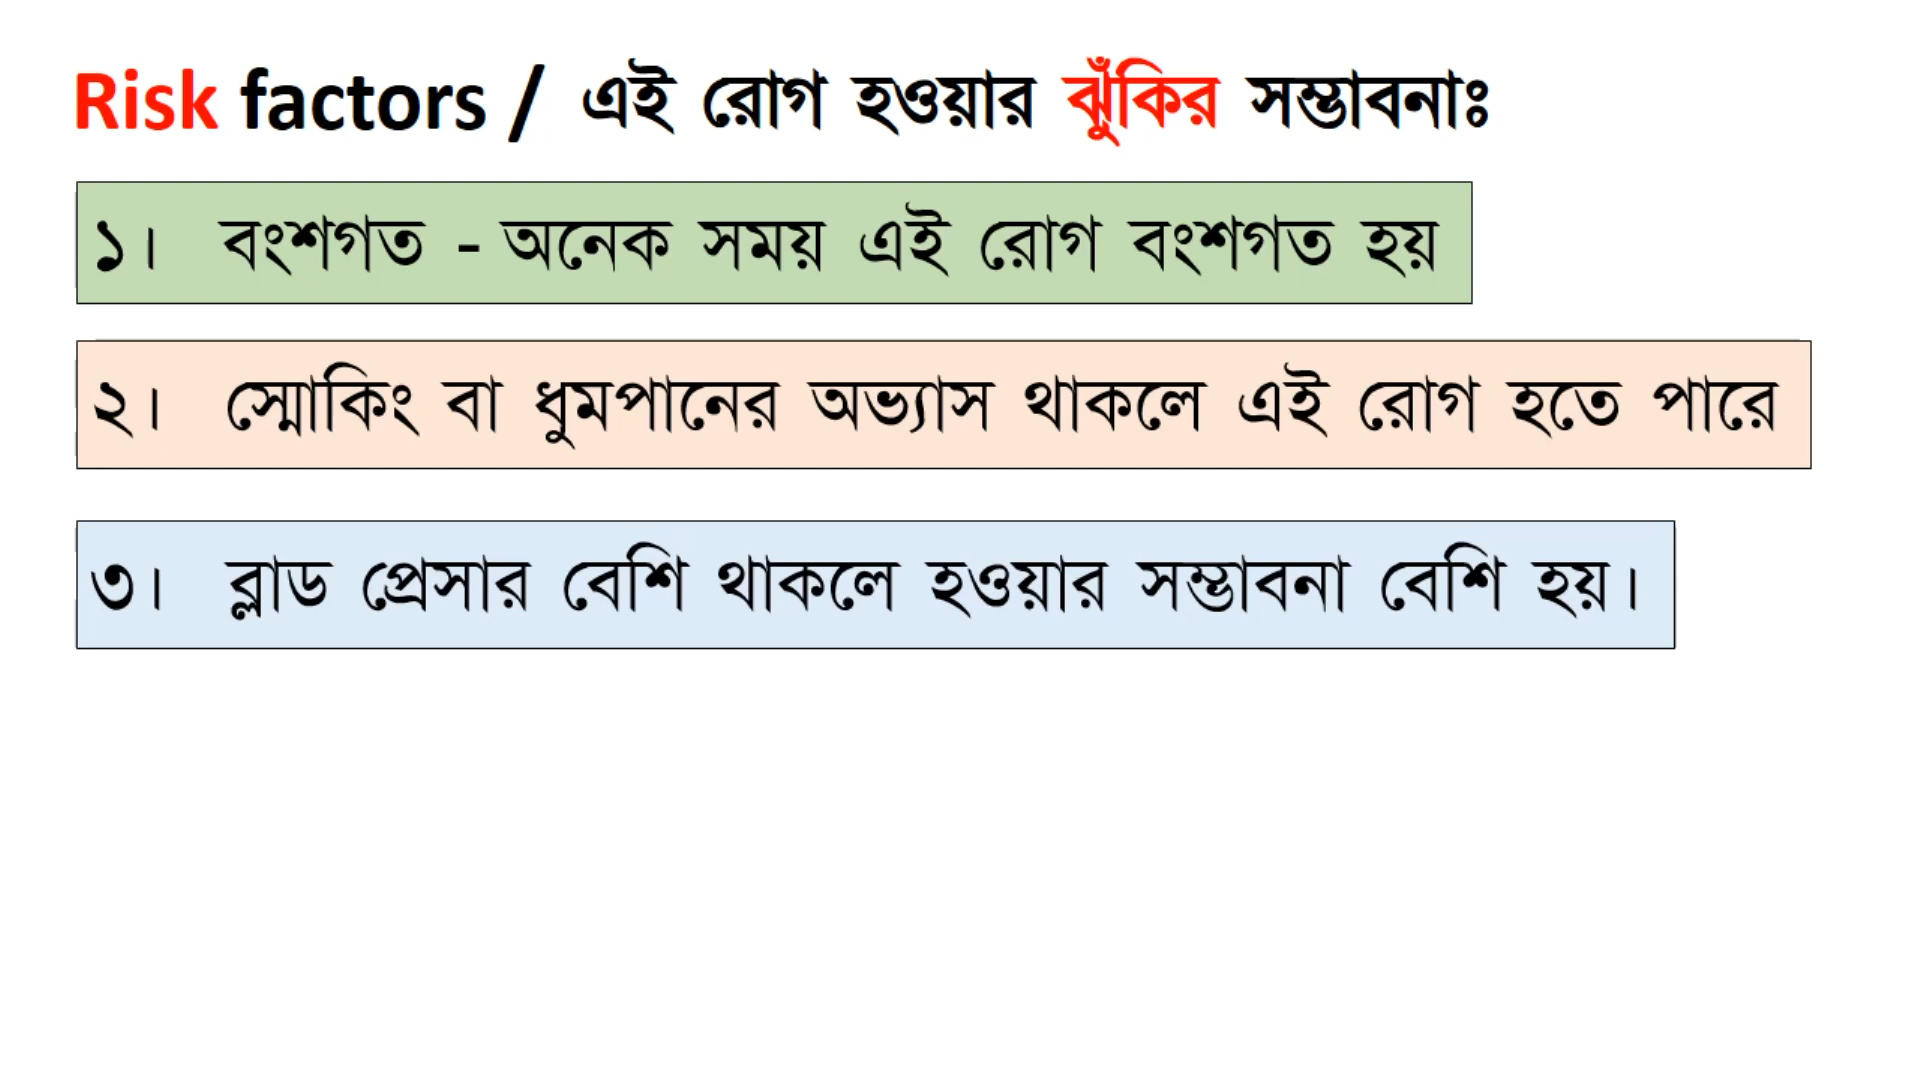 Risk factors / এই রোগ হওয়ার ঝুঁকির সম্ভাবনাঃ
১। বংশগত - অনেক সময় এই রোগ বংশগত হয়
২। স্মোকিং বা ধুমপানের অভ্যাস থাকলে এই রোগ হতে পারে
৩। ব্লাড প্রেসার বেশি থাকলে হওয়ার সম্ভাবনা বেশি হয়।